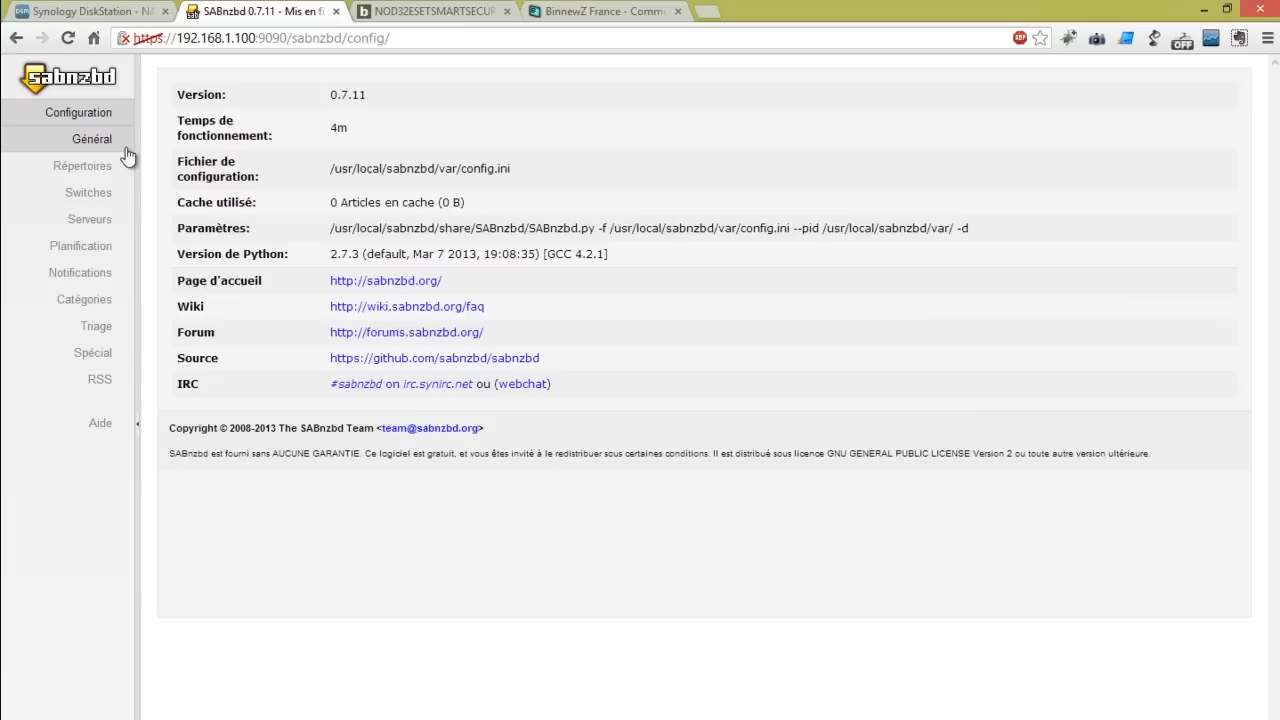 Synology DiskStation - NA
SABnzbd 0.7.11 - Mis en fi
NOD32ESETSMARTSECUR
BinnewZ France - Commu
https://192.168.1.100:9090/sabnzbd/config/
ABP
OFF
sabnzbd
Configuration
Général
Répertoires
Switches
Serveurs
Planification
Notifications
Catégories
Triage
Spécial
RSS
Aide
Version: 0.7.11
Temps de
fonctionnement: 4m
Fichier de
configuration: /usr/local/sabnzbd/var/config.ini
Cache utilisé: 0 Articles en cache (0 B)
Paramètres: /usr/local/sabnzbd/share/SABnzbd/SABnzbd.py -f /usr/local/sabnzbd/var/config.ini --pid /usr/local/sabnzbd/var/ -d
Version de Python: 2.7.3 (default, Mar 7 2013, 19:08:35) [GCC 4.2.1]
Page d'accueil http://sabnzbd.org/
Wiki http://wiki.sabnzbd.org/faq
Forum http://forums.sabnzbd.org/
Source https://github.com/sabnzbd/sabnzbd
IRC #sabnzbd on irc.synirc.net ou (webchat)
Copyright © 2008-2013 The SABnzbd Team <team@sabnzbd.org>
SABnzbd est fourni sans AUCUNE GARANTIE. Ce logiciel est gratuit, et vous êtes invité à le redistribuer sous certaines conditions. Il est distribué sous licence GNU GENERAL PUBLIC LICENSE Version 2 ou toute autre version ultérieure.